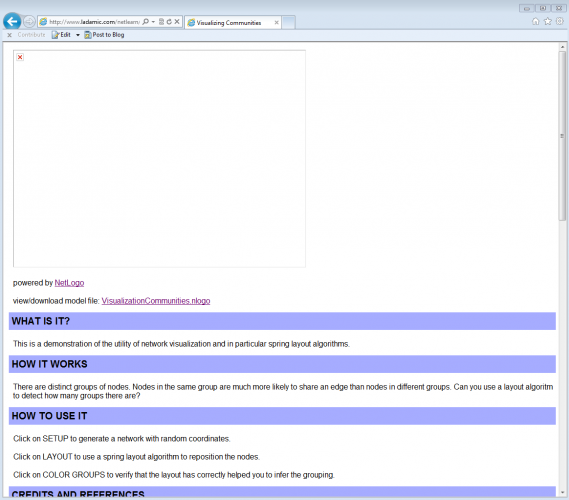 http://www.ladamic.com/netlearn/
Visualizing Communities
x Contribute Edit Post to Blog
powered by NetLogo
view/download model file: VisualizationCommunities.nlogo
WHAT IS IT?
This is a demonstration of the utility of network visualization and in particular spring layout algorithms.
HOW IT WORKS
There are distinct groups of nodes. Nodes in the same group are much more likely to share an edge than nodes in different groups. Can you use a layout algoritm
to detect how many groups there are?
HOW TO USE IT
Click on SETUP to generate a network with random coordinates.
Click on LAYOUT to use a spring layout algorithm to reposition the nodes.
Click on COLOR GROUPS to verify that the layout has correctly helped you to infer the grouping.
CREDITS AND REFERENCES